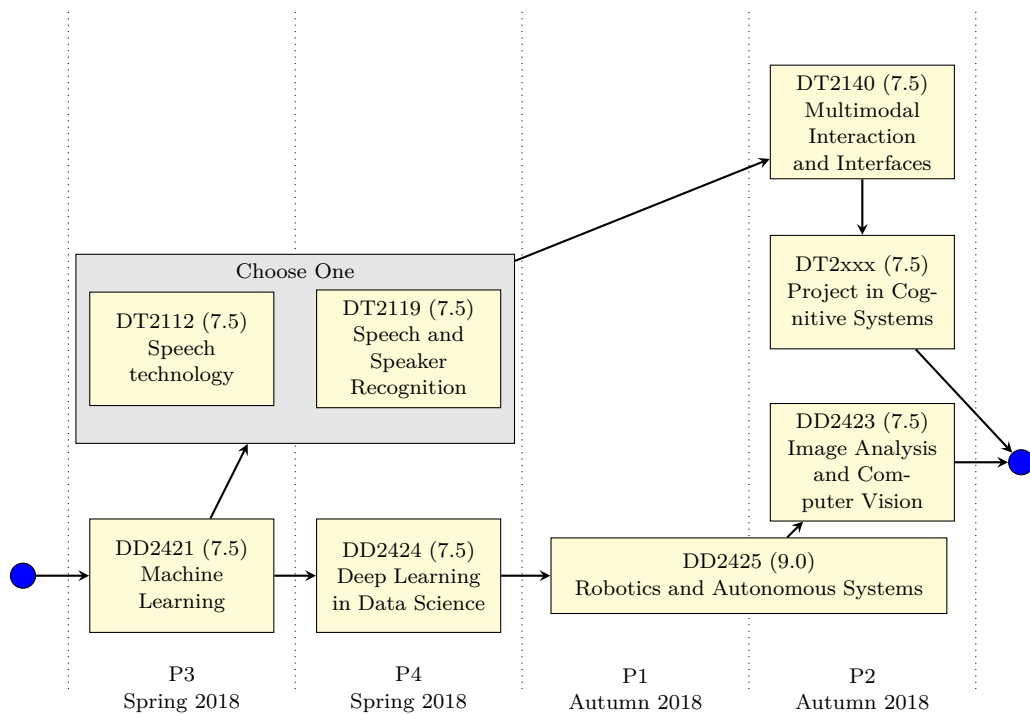 DT2140 (7.5)
Multimodal
Interaction
and Interfaces
Choose One
DT2112 (7.5)
Speech
technology
DT2119 (7.5)
Speech and
Speaker
Recognition
DT2xxx (7.5)
Project in Cog-
nitive Systems
DD2423 (7.5)
Image Analysis
and Com-
puter Vision
DD2421 (7.5)
Machine
Learning
DD2424 (7.5)
Deep Learning
in Data Science
DD2425 (9.0)
Robotics and Autonomous Systems
P3
Spring 2018
P4
Spring 2018
P1
Autumn 2018
P2
Autumn 2018